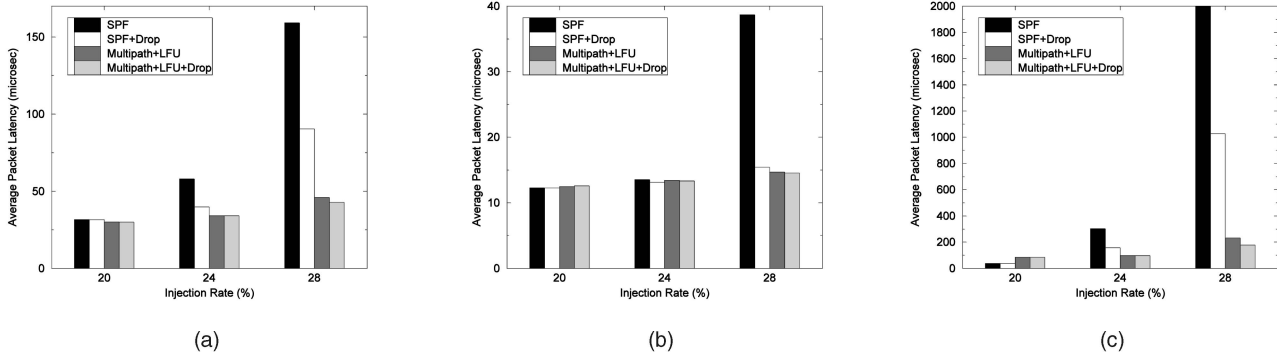 Average Packet Latency (microsec)
150
100
50
0
SPF
SPF+Drop
Multipath+LFU
Multipath+LFU+Drop
20
24
28
Injection Rate (%)
(a)
Average Packet Latency (microsec)
40
30
20
10
0
SPF
SPF+Drop
Multipath+LFU
Multipath+LFU+Drop
20
24
28
Injection Rate (%)
(b)
Average Packet Latency (microsec)
2000
1800
1600
1400
1200
1000
800
600
400
200
0
SPF
SPF+Drop
Multipath+LFU
Multipath+LFU+Drop
20
24
28
Injection Rate (%)
(c)